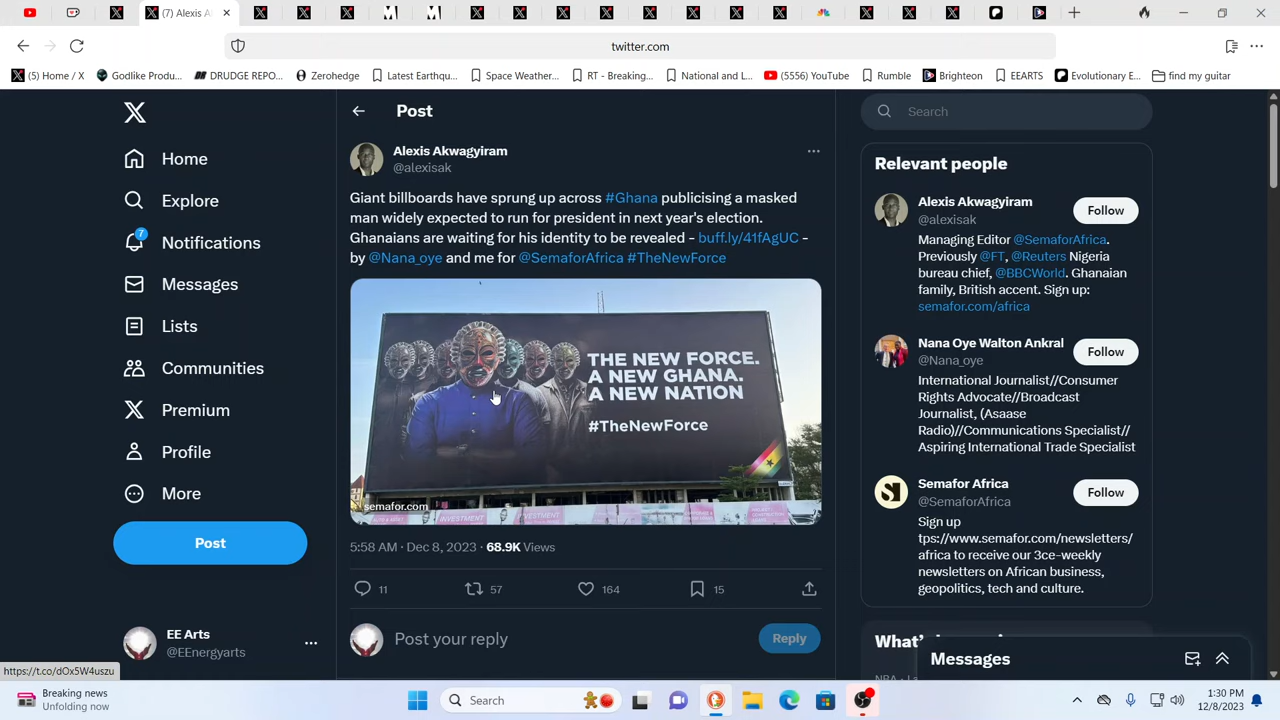 (7) Alexis A
twitter.com
(5) Home / X
Godlike Produ...
DRUDGE REPO...
Zerohedge
Latest Earthqu...
Space Weather...
RT - Breaking...
National and L...
(5556) YouTube
Rumble
Brighteon
EEARTS
Evolutionary E...
find my guitar
Home
Explore
7
Notifications
Messages
Lists
Communities
Premium
Profile
More
Post
EE Arts
@EEnergyarts
Post
Alexis Akwagyiram
@alexisak
Giant billboards have sprung up across #Ghana publicising a masked
man widely expected to run for president in next year's election.
Ghanaians are waiting for his identity to be revealed - buff.ly/41fAgUC -
by @Nana_oye and me for @SemaforAfrica #TheNewForce
THE NEW FORCE.
A NEW GHANA.
A NEW NATION
#TheNewForce
INVESTMENT
semafor.com
5:58 AM · Dec 8, 2023 · 68.9K Views
11
57
164
15
Post your reply
Reply
Search
Relevant people
Alexis Akwagyiram
@alexisak
Follow
Managing Editor @SemaforAfrica.
Previously @FT, @Reuters Nigeria
bureau chief, @BBCWorld. Ghanaian
family, British accent. Sign up:
semafor.com/africa
Nana Oye Walton Ankral
@Nana_oye
Follow
International Journalist//Consumer
Rights Advocate//Broadcast
Journalist, (Asaase
Radio)//Communications Specialist//
Aspiring International Trade Specialist
Semafor Africa
@SemaforAfrica
Follow
Sign up
tps://www.semafor.com/newsletters/
africa to receive our 3ce-weekly
newsletters on African business,
geopolitics, tech and culture.
Messages
https://t.co/dOx5W4uszu
Breaking news
Unfolding now
Search
1:30 PM
12/8/2023